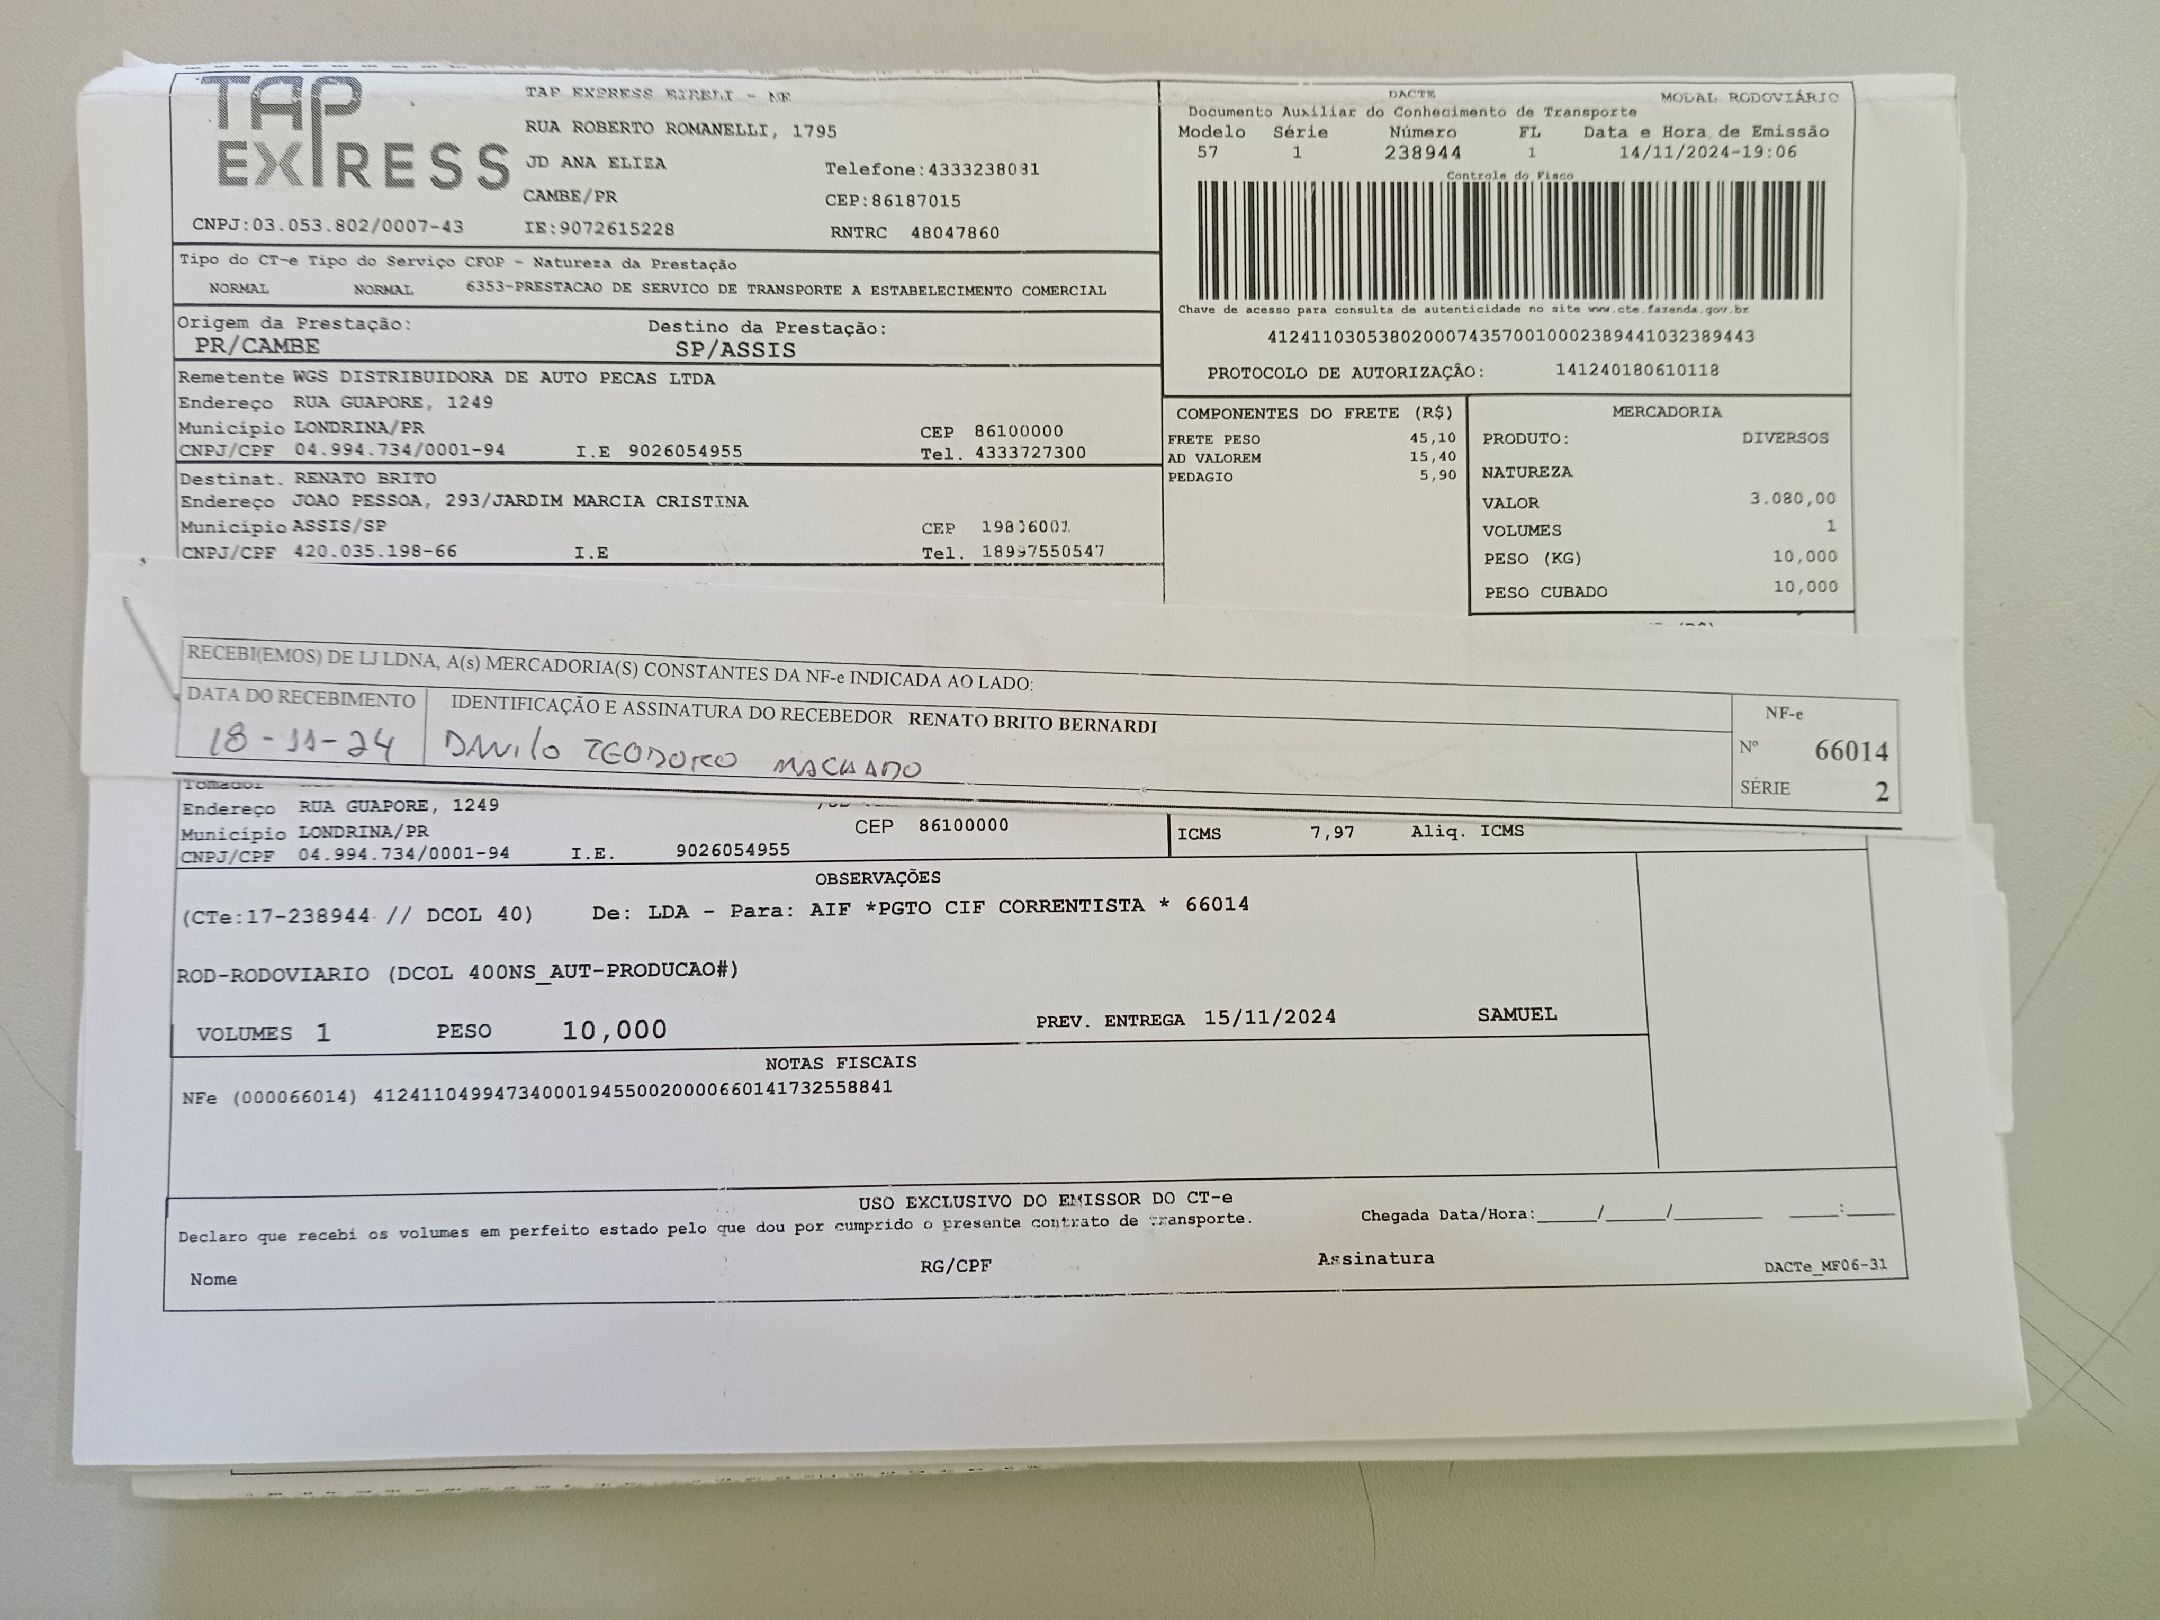 TAP EXPRESS
TAP EXPRESS EIRELI - ME
RUA ROBERTO ROMANELLI, 1795
JD ANA ELIZA
Telefone:4333238081
CAMBE/PR
CEP:86187015
CNPJ:03.053.802/0007-43
IE:9072615228
RNTRC 48047860
DACTE
MODAL RODOVIÁRIO
Documento Auxiliar do Conhecimento de Transporte
Modelo Série Número FL Data e Hora de Emissão
57 1 238944 1 14/11/2024-19:06
Controle do Fisco
Chave de acesso para consulta de autenticidade no site www.cte.fazenda.gov.br
41241103053802000743570010002389441032389443
PROTOCOLO DE AUTORIZAÇÃO: 141240180610118
Tipo do CT-e Tipo do Serviço CFOP - Natureza da Prestação
NORMAL NORMAL 6353-PRESTACAO DE SERVICO DE TRANSPORTE A ESTABELECIMENTO COMERCIAL
Origem da Prestação: Destino da Prestação:
PR/CAMBE SP/ASSIS
Remetente WGS DISTRIBUIDORA DE AUTO PECAS LTDA
Endereço RUA GUAPORE, 1249
Município LONDRINA/PR CEP 86100000
CNPJ/CPF 04.994.734/0001-94 I.E 9026054955 Tel. 4333727300
Destinat. RENATO BRITO
Endereço JOAO PESSOA, 293/JARDIM MARCIA CRISTINA
Município ASSIS/SP CEP 19806001
CNPJ/CPF 420.035.198-66 I.E Tel. 18997550547
COMPONENTES DO FRETE (R$)
FRETE PESO 45,10
AD VALOREM 15,40
PEDAGIO 5,90
MERCADORIA
PRODUTO: DIVERSOS
NATUREZA
VALOR 3.080,00
VOLUMES 1
PESO (KG) 10,000
PESO CUBADO 10,000
RECEBI(EMOS) DE LJ LDNA, A(s) MERCADORIA(S) CONSTANTES DA NF-e INDICADA AO LADO:
DATA DO RECEBIMENTO IDENTIFICAÇÃO E ASSINATURA DO RECEBEDOR RENATO BRITO BERNARDI
18-11-24 DANILO TEODORO MACHADO
NF-e
Nº 66014
SÉRIE 2
Tomador
Endereço RUA GUAPORE, 1249
Município LONDRINA/PR CEP 86100000
CNPJ/CPF 04.994.734/0001-94 I.E. 9026054955
ICMS 7,97 Aliq. ICMS
OBSERVAÇÕES
(CTe:17-238944 // DCOL 40) De: LDA - Para: AIF *PGTO CIF CORRENTISTA * 66014
ROD-RODOVIARIO (DCOL 400NS_AUT-PRODUCAO#)
VOLUMES 1 PESO 10,000 PREV. ENTREGA 15/11/2024 SAMUEL
NOTAS FISCAIS
NFe (000066014) 41241104994734000194550020000660141732558841
USO EXCLUSIVO DO EMISSOR DO CT-e
Declaro que recebi os volumes em perfeito estado pelo que dou por cumprido o presente contrato de transporte.
Chegada Data/Hora:_____/_____/_______ ____:____
Nome RG/CPF Assinatura
DACTe_MF06-31